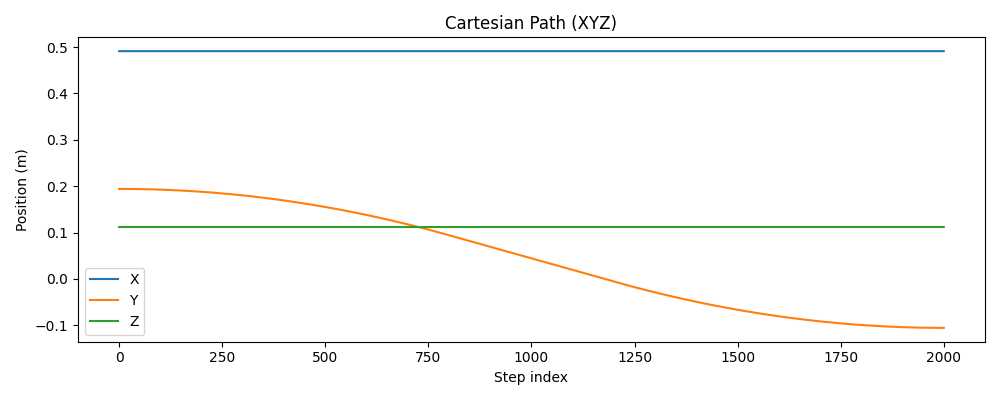 Cartesian Path (XYZ)
Position (m)
0.5
0.4
0.3
0.2
0.1
0.0
−0.1
X
Y
Z
0 250 500 750 1000 1250 1500 1750 2000
Step index